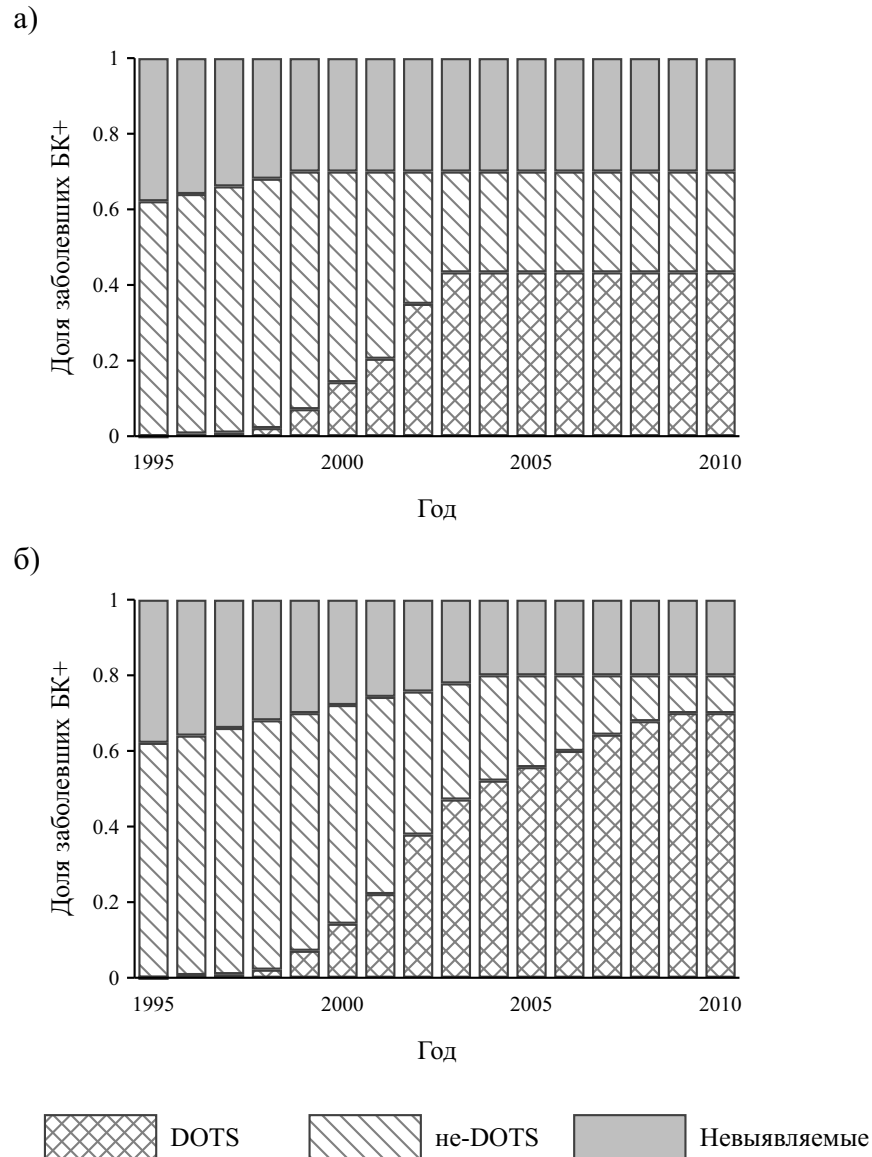 а)
1
0.8
0.6
0.4
0.2
0
Доля заболевших БК+
1995 2000 2005 2010
Год
б)
1
0.8
0.6
0.4
0.2
0
Доля заболевших БК+
1995 2000 2005 2010
Год
DOTS не-DOTS Невыявляемые